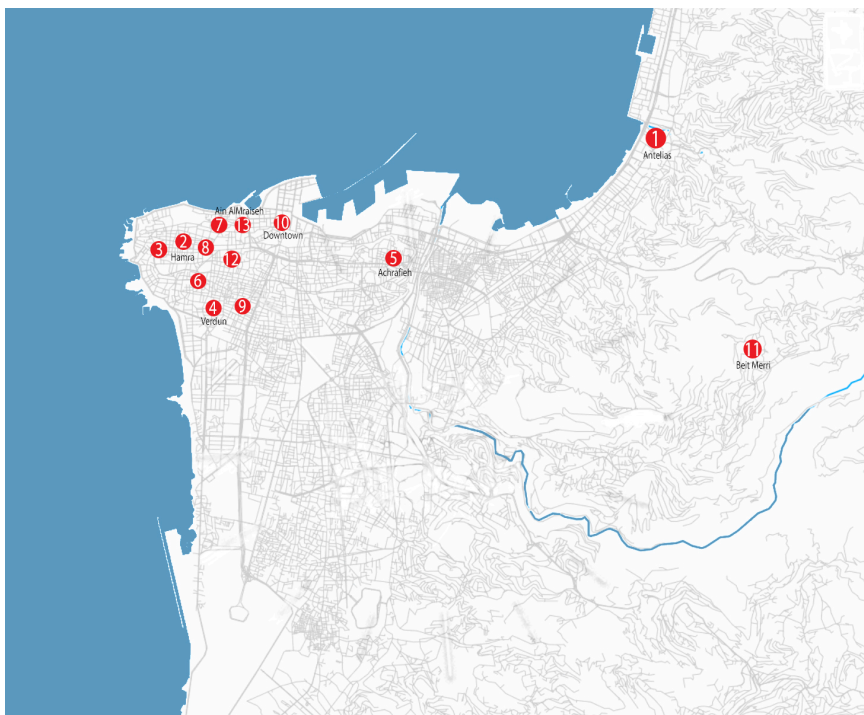 1
Antelias
Ain AlMraiseh
7
13
10
Downtown
2
3
8
Hamra
12
5
Achrafieh
6
4
9
Verdun
11
Beit Merri